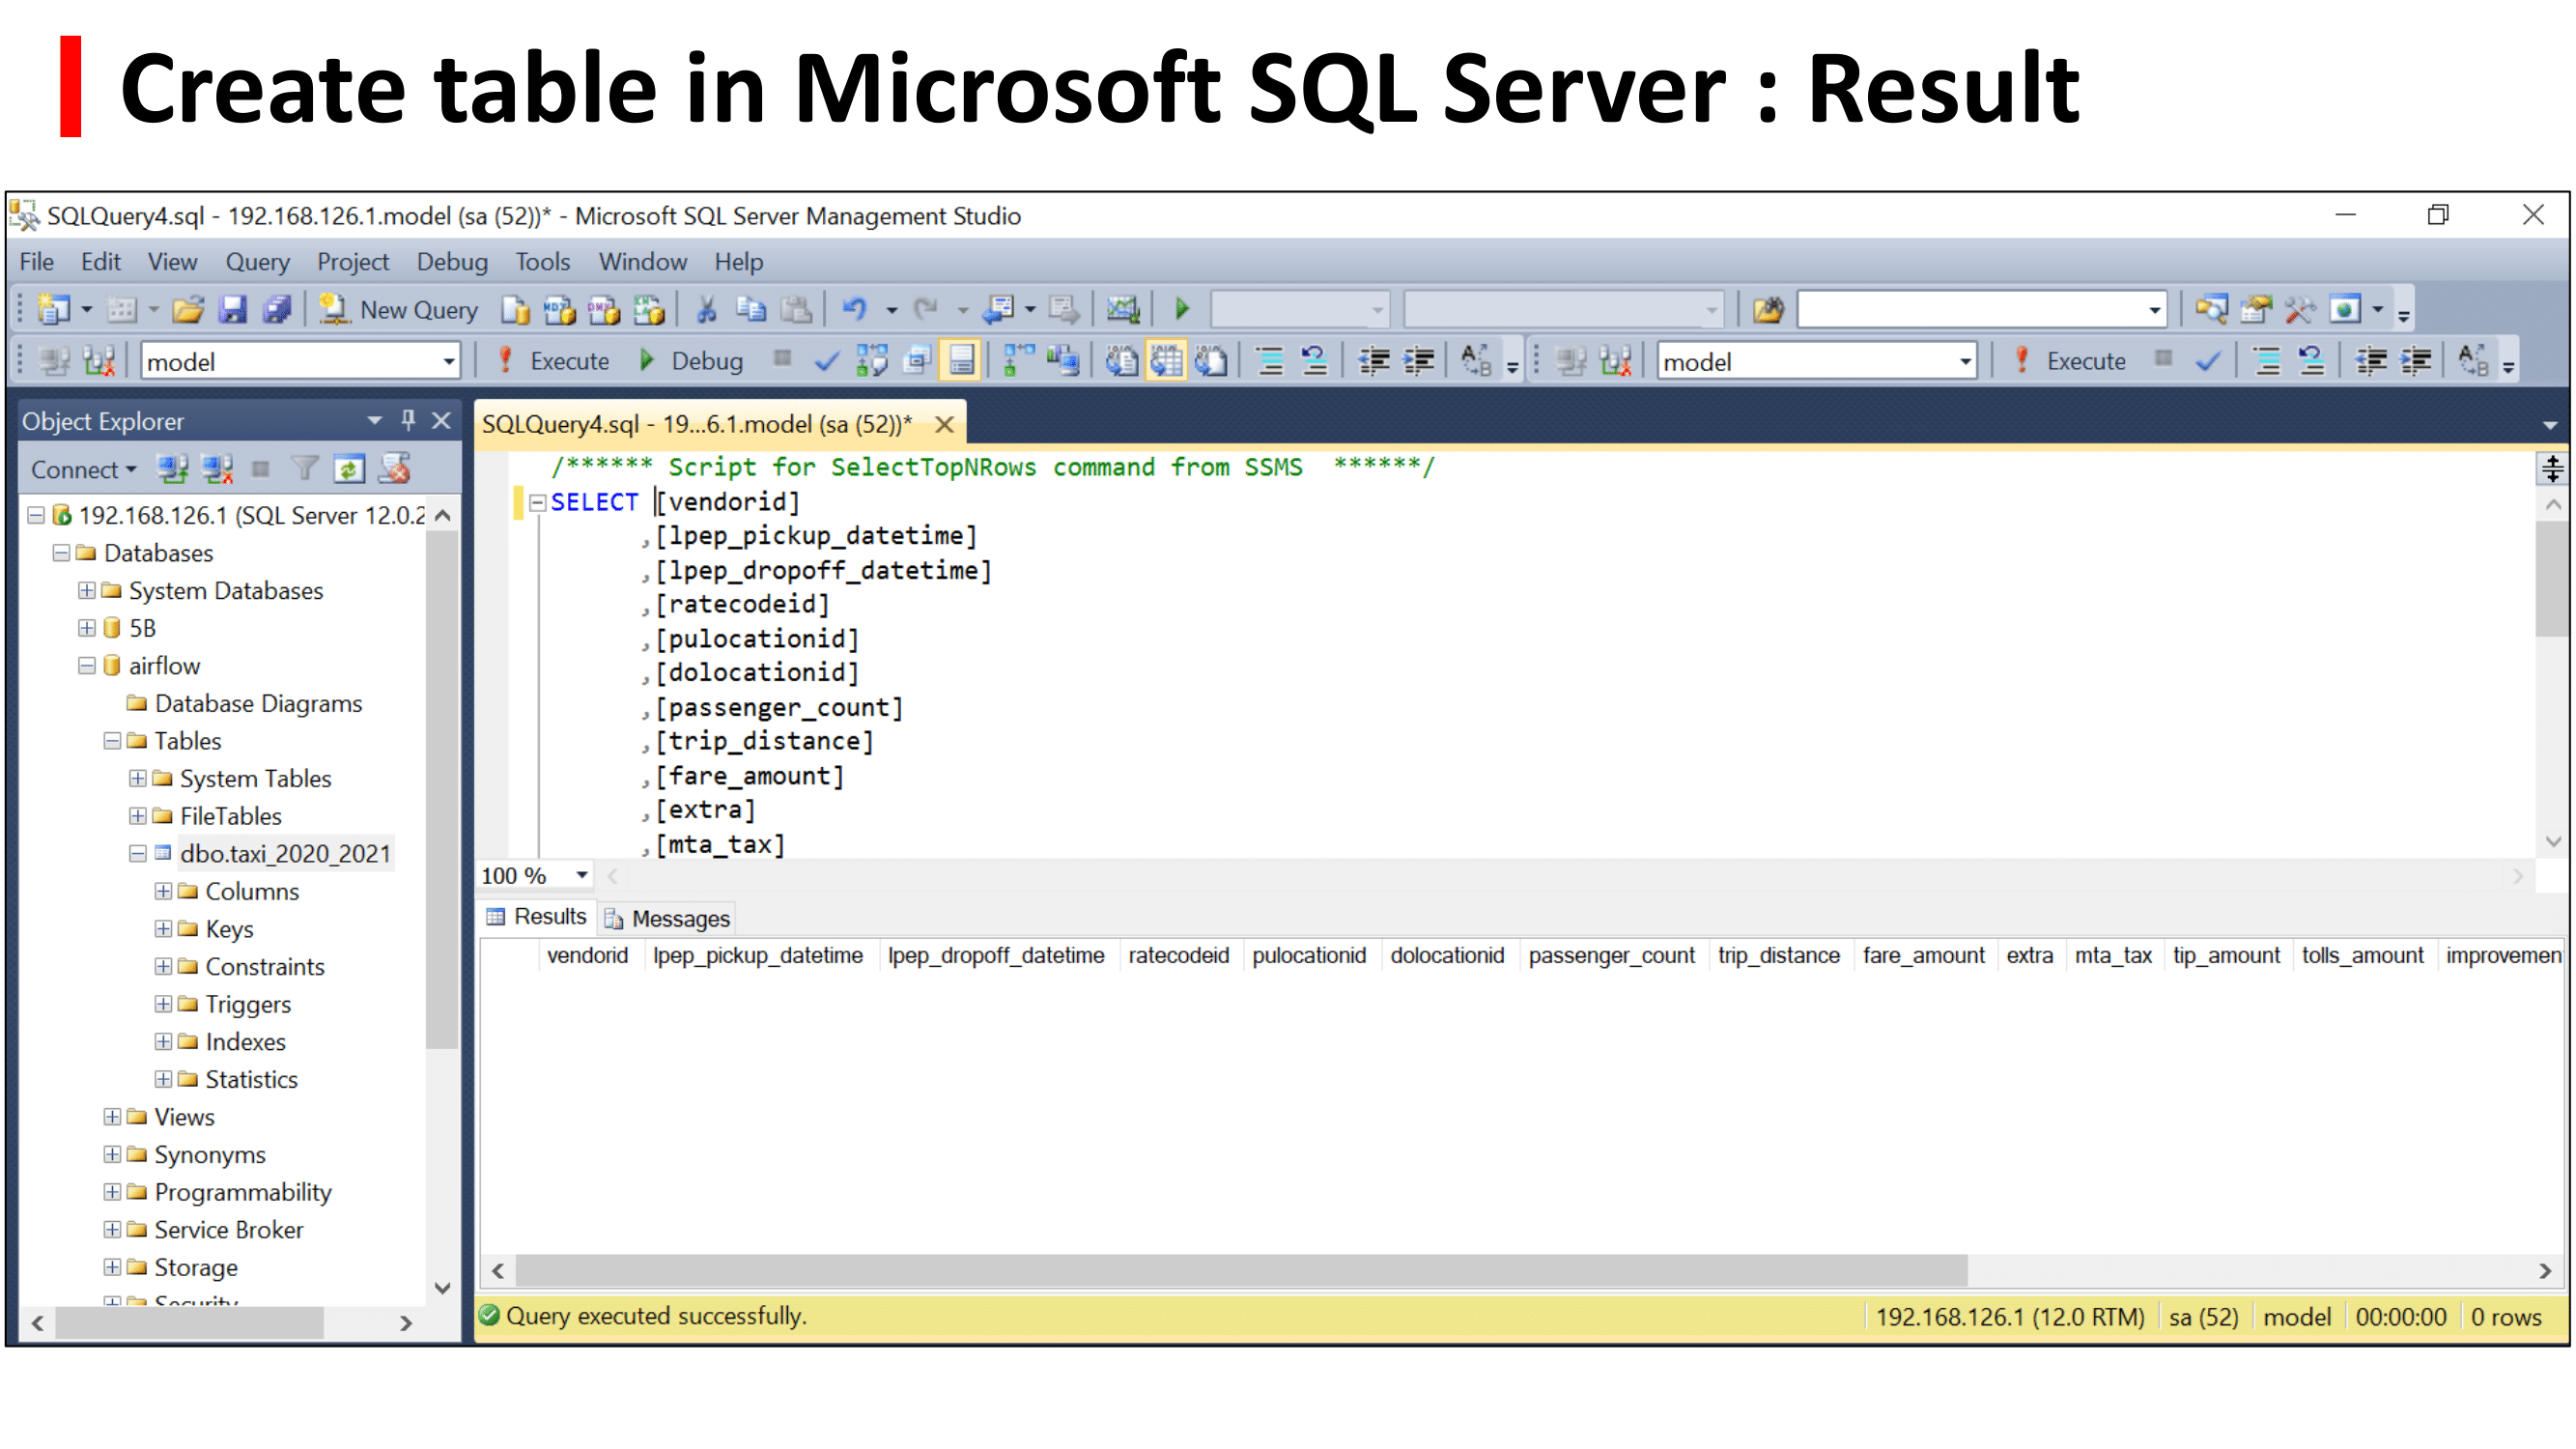 Create table in Microsoft SQL Server : Result
SQLQuery4.sql - 192.168.126.1.model (sa (52))* - Microsoft SQL Server Management Studio
File Edit View Query Project Debug Tools Window Help
New Query
model Execute Debug model Execute
Object Explorer
Connect
192.168.126.1 (SQL Server 12.0.2
Databases
System Databases
5B
airflow
Database Diagrams
Tables
System Tables
FileTables
dbo.taxi_2020_2021
Columns
Keys
Constraints
Triggers
Indexes
Statistics
Views
Synonyms
Programmability
Service Broker
Storage
Security
SQLQuery4.sql - 19...6.1.model (sa (52))*
/****** Script for SelectTopNRows command from SSMS ******/
SELECT [vendorid]
,[lpep_pickup_datetime]
,[lpep_dropoff_datetime]
,[ratecodeid]
,[pulocationid]
,[dolocationid]
,[passenger_count]
,[trip_distance]
,[fare_amount]
,[extra]
,[mta_tax]
100 %
Results Messages
vendorid lpep_pickup_datetime lpep_dropoff_datetime ratecodeid pulocationid dolocationid passenger_count trip_distance fare_amount extra mta_tax tip_amount tolls_amount improvemen
Query executed successfully. 192.168.126.1 (12.0 RTM) sa (52) model 00:00:00 0 rows